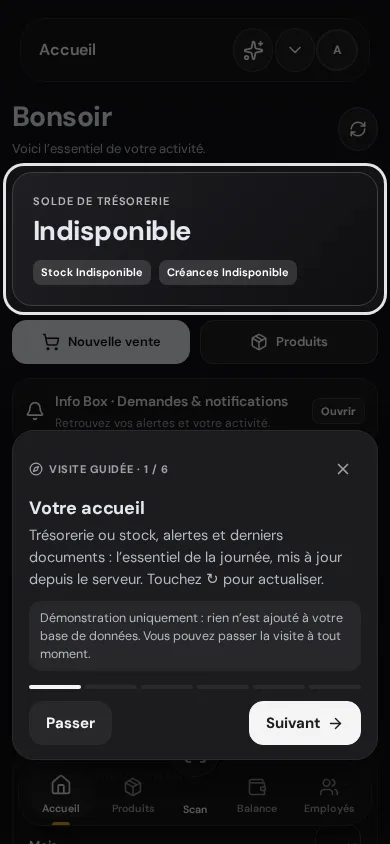 Accueil
A
Bonsoir
Voici l'essentiel de votre activité.
SOLDE DE TRÉSORERIE
Indisponible
Stock Indisponible
Créances Indisponible
Nouvelle vente
Produits
Info Box · Demandes & notifications
Retrouvez vos alertes et votre activité.
Ouvrir
VISITE GUIDÉE · 1 / 6
Votre accueil
Trésorerie ou stock, alertes et derniers
documents : l'essentiel de la journée, mis à jour
depuis le serveur. Touchez ↻ pour actualiser.
Démonstration uniquement : rien n'est ajouté à votre
base de données. Vous pouvez passer la visite à tout
moment.
Passer
Suivant →
Accueil
Produits
Scan
Balance
Employés